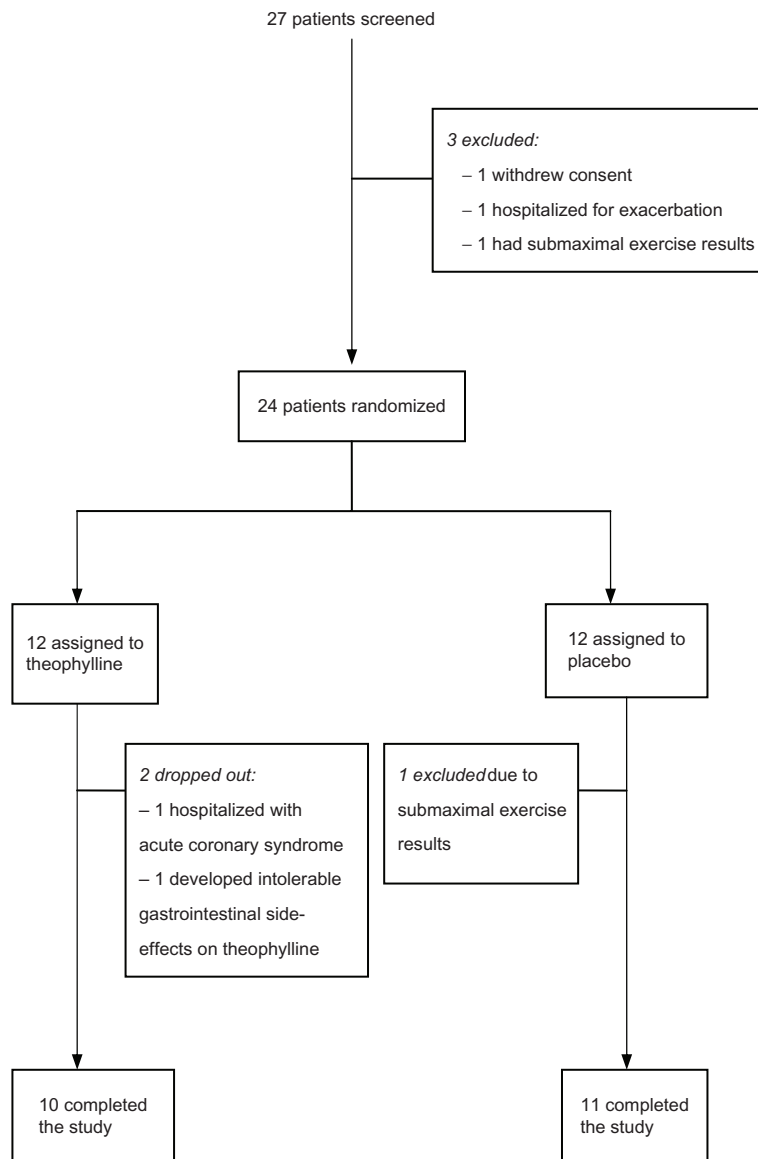 27 patients screened
3 excluded:
– 1 withdrew consent
– 1 hospitalized for exacerbation
– 1 had submaximal exercise results
24 patients randomized
12 assigned to
theophylline
12 assigned to
placebo
2 dropped out:
– 1 hospitalized with
acute coronary syndrome
– 1 developed intolerable
gastrointestinal side-
effects on theophylline
1 excluded due to
submaximal exercise
results
10 completed
the study
11 completed
the study